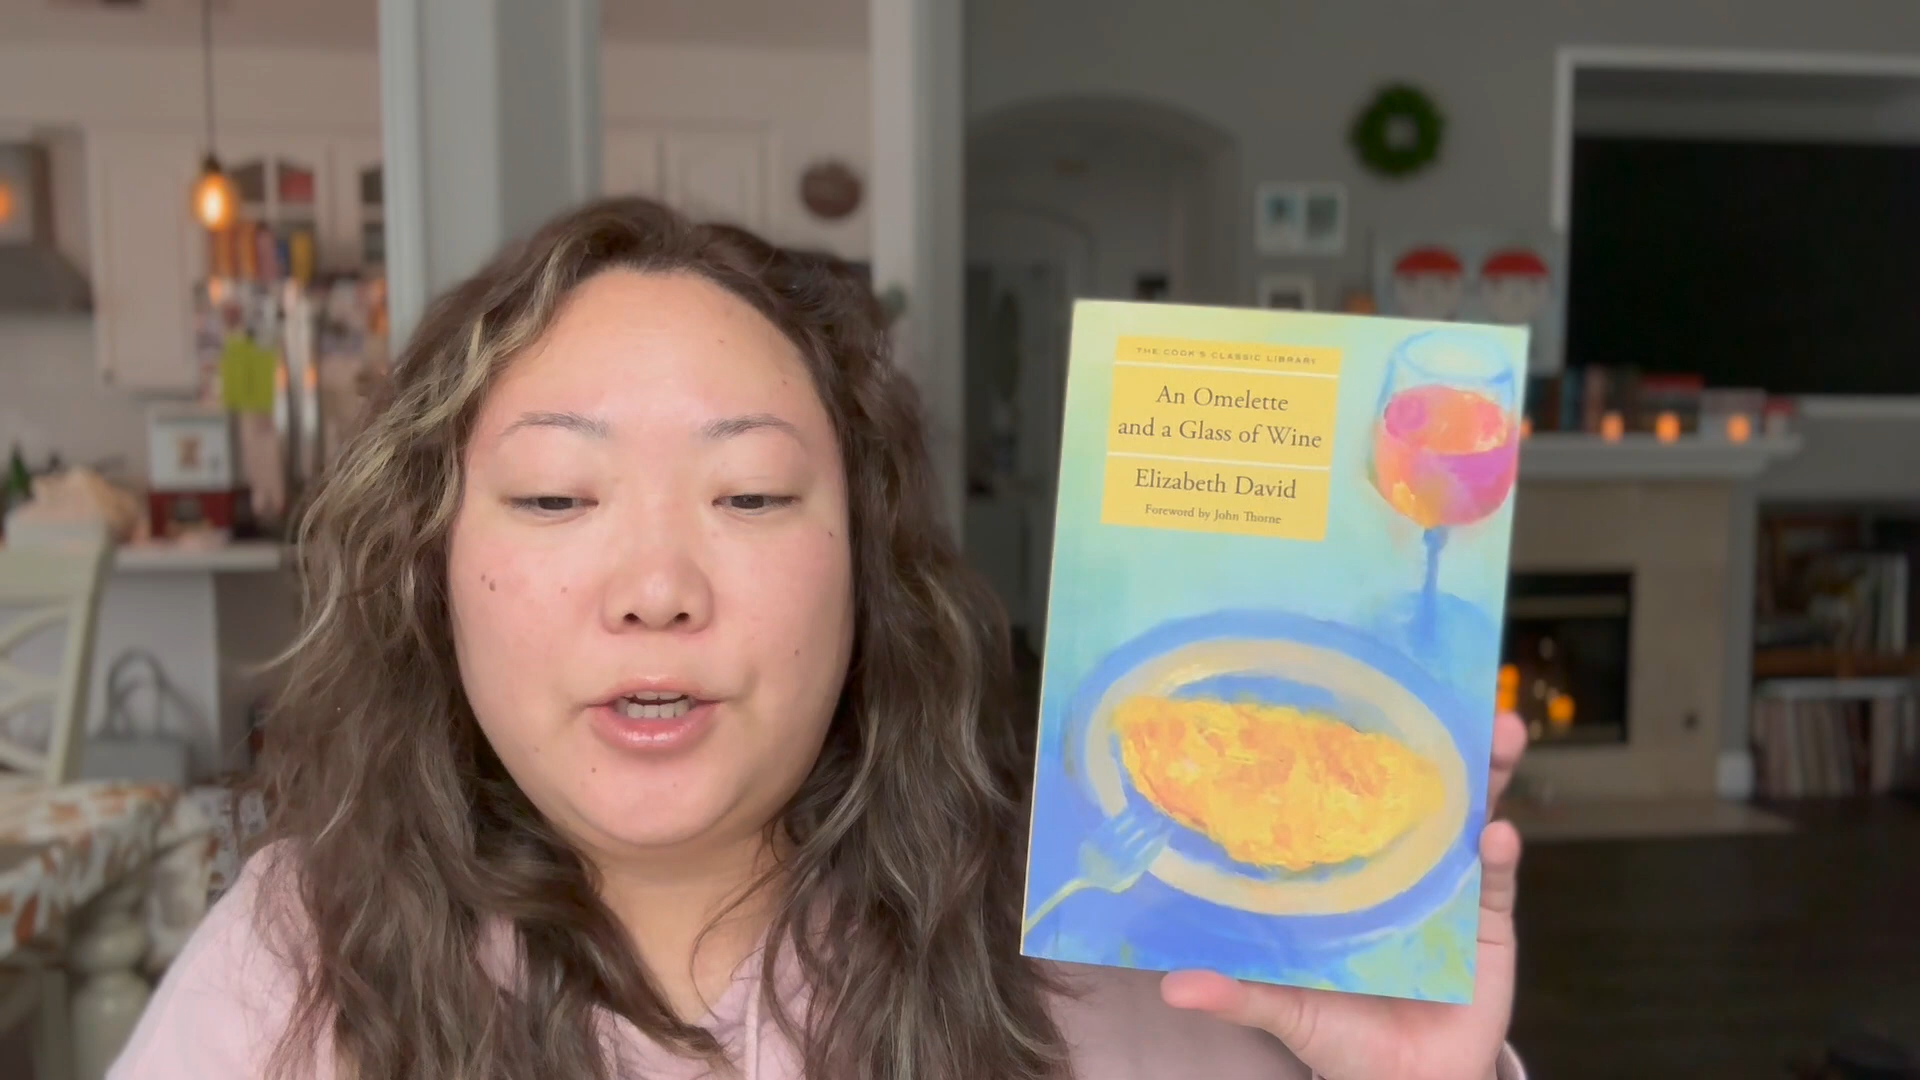 THE COOK'S CLASSIC LIBRARY
An Omelette
and a Glass of Wine
Elizabeth David
Foreword by John Thorne